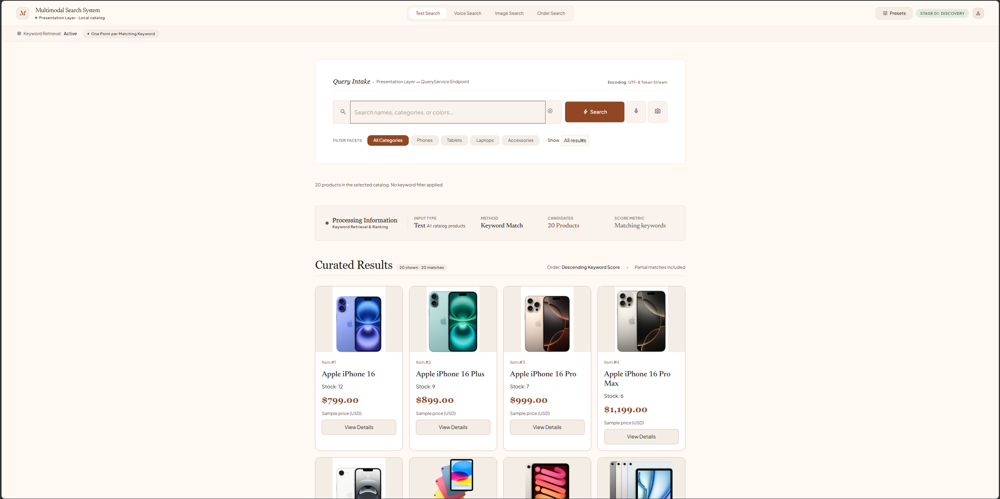 M
Multimodal Search System
Presentation Layer · Local catalog
Text Search
Voice Search
Image Search
Order Search
Presets
STAGE 01: DISCOVERY
Keyword Retrieval: Active
One Point per Matching Keyword
Query Intake
Presentation Layer → QueryService Endpoint
Encoding: UTF-8 Token Stream
Search names, categories, or colors...
Search
FILTER FACETS:
All Categories
Phones
Tablets
Laptops
Accessories
Show
All results
20 products in the selected catalog. No keyword filter applied.
Processing Information
Keyword Retrieval & Ranking
INPUT TYPE
Text All catalog products
METHOD
Keyword Match
CANDIDATES
20 Products
SCORE METRIC
Matching keywords
Curated Results
20 shown · 20 matches
Order: Descending Keyword Score
Partial matches included
Item #1
Apple iPhone 16
Stock: 12
$799.00
Sample price (USD)
View Details
Item #2
Apple iPhone 16 Plus
Stock: 9
$899.00
Sample price (USD)
View Details
Item #3
Apple iPhone 16 Pro
Stock: 7
$999.00
Sample price (USD)
View Details
Item #4
Apple iPhone 16 Pro
Max
Stock: 6
$1,199.00
Sample price (USD)
View Details